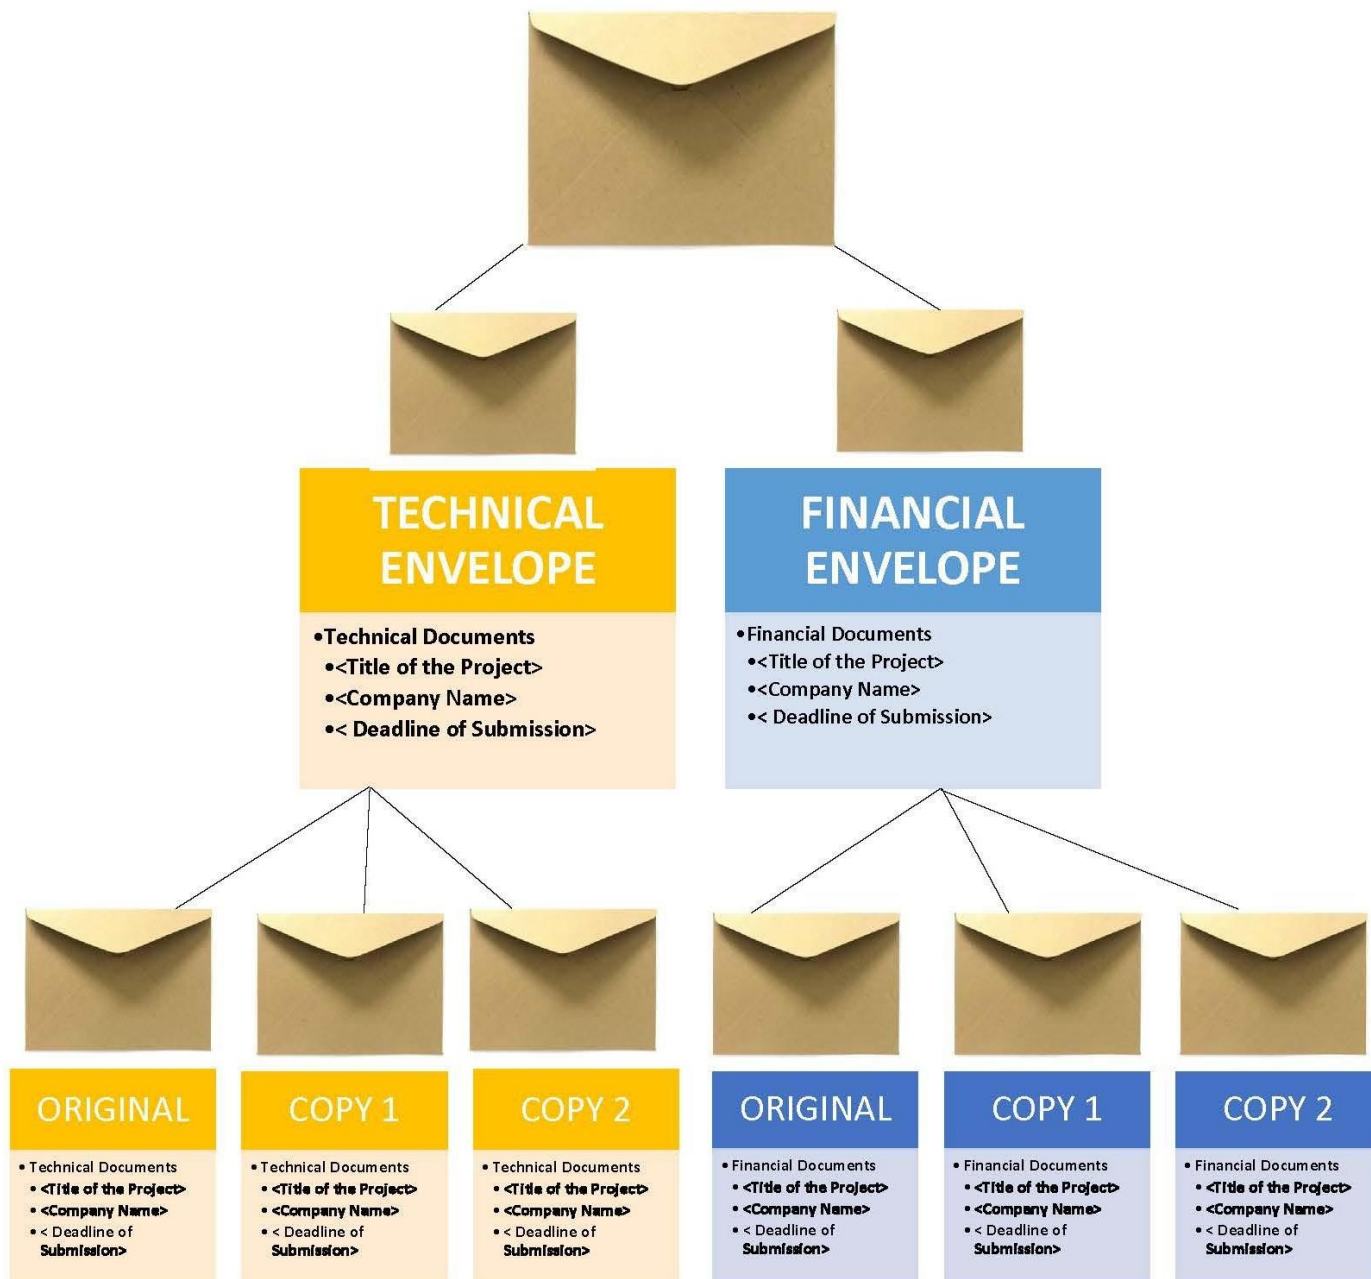 TECHNICAL
ENVELOPE
•Technical Documents
•<Title of the Project>
•<Company Name>
•< Deadline of Submission>
FINANCIAL
ENVELOPE
•Financial Documents
•<Title of the Project>
•<Company Name>
•< Deadline of Submission>
ORIGINAL
• Technical Documents
• <Title of the Project>
• <Company Name>
• < Deadline of
Submission>
COPY 1
• Technical Documents
• <Title of the Project>
• <Company Name>
• < Deadline of
Submission>
COPY 2
• Technical Documents
• <Title of the Project>
• <Company Name>
• < Deadline of
Submission>
ORIGINAL
• Financial Documents
• <Title of the Project>
• <Company Name>
• < Deadline of
Submission>
COPY 1
• Financial Documents
• <Title of the Project>
• <Company Name>
• < Deadline of
Submission>
COPY 2
• Financial Documents
• <Title of the Project>
• <Company Name>
• < Deadline of
Submission>